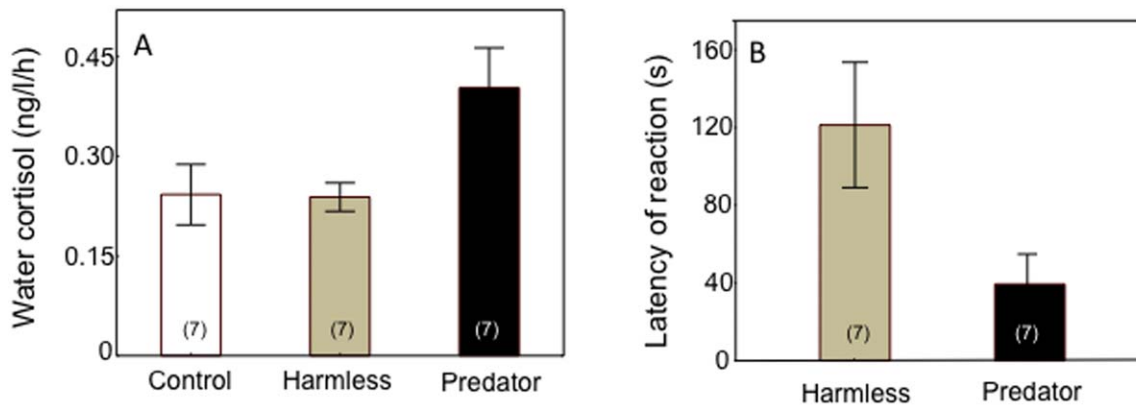 A
Water cortisol (ng/l/h)
0.45
0.30
0.15
0
(7)
(7)
(7)
Control
Harmless
Predator
B
Latency of reaction (s)
160
120
80
40
0
(7)
(7)
Harmless
Predator